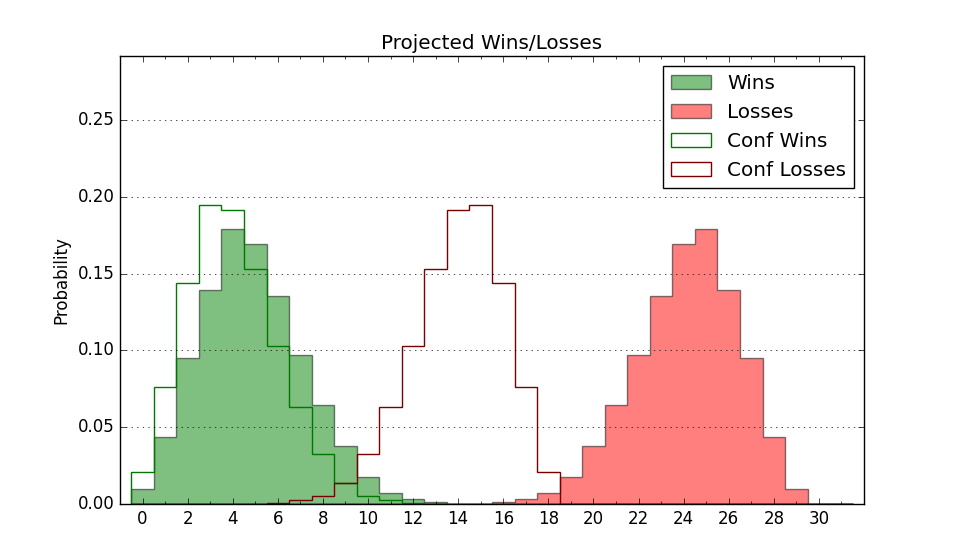 Projected Wins/Losses
Wins
Losses
Conf Wins
Conf Losses
Probability
0.25
0.20
0.15
0.10
0.05
0.00
0 2 4 6 8 10 12 14 16 18 20 22 24 26 28 30